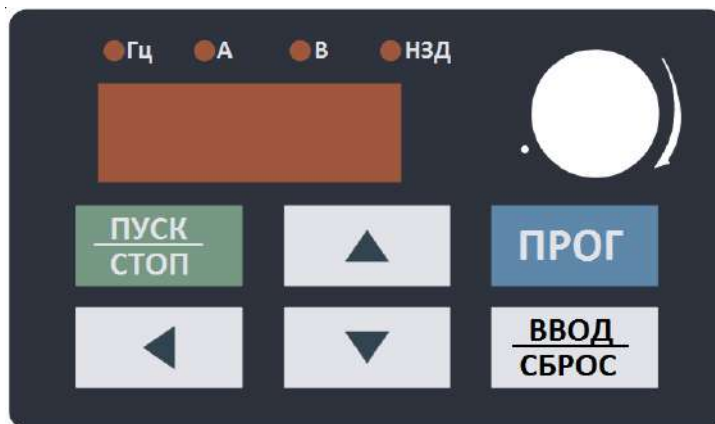 Гц А В НЗД
ПУСК
СТОП
ПРОГ
ВВОД
СБРОС